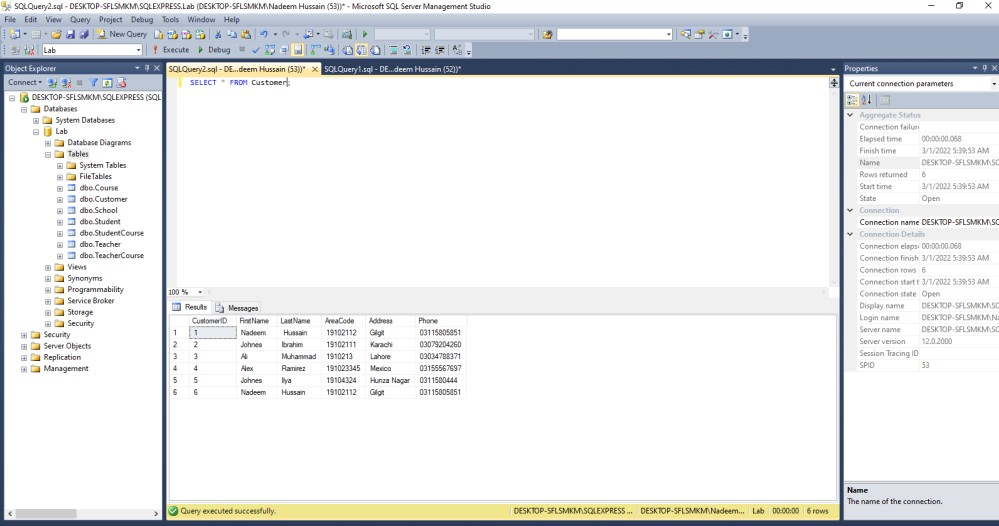 SQLQuery2.sql - DESKTOP-SFLSMKM\SQLEXPRESS.Lab (DESKTOP-SFLSMKM\Nadeem Hussain (53))* - Microsoft SQL Server Management Studio
File Edit View Query Project Debug Tools Window Help
New Query
Lab Execute Debug
Object Explorer
Connect
DESKTOP-SFLSMKM\SQLEXPRESS (SQL
Databases
System Databases
Lab
Database Diagrams
Tables
System Tables
FileTables
dbo.Course
dbo.Customer
dbo.School
dbo.Student
dbo.StudentCourse
dbo.Teacher
dbo.TeacherCourse
Views
Synonyms
Programmability
Service Broker
Storage
Security
Security
Server Objects
Replication
Management
SQLQuery2.sql - DE...deem Hussain (53))* SQLQuery1.sql - DE...deem Hussain (52))*
SELECT * FROM Customer;
100 %
Results Messages
CustomerID FirstName LastName AreaCode Address Phone
1 1 Nadeem Hussain 19102112 Gilgit 03115805851
2 2 Johnes Ibrahim 19102111 Karachi 03079204260
3 3 Ali Muhammad 1910213 Lahore 03034788371
4 4 Alex Ramirez 191023345 Mexico 03155567697
5 5 Johnes Ilya 19104324 Hunza Nagar 0311580444
6 6 Nadeem Hussain 19102112 Gilgit 03115805851
Query executed successfully. DESKTOP-SFLSMKM\SQLEXPRESS ... DESKTOP-SFLSMKM\Nadeem... Lab 00:00:00 6 rows
Properties
Current connection parameters
Aggregate Status
Connection failur
Elapsed time 00:00:00.068
Finish time 3/1/2022 5:39:53 AM
Name DESKTOP-SFLSMKM\SC
Rows returned 6
Start time 3/1/2022 5:39:53 AM
State Open
Connection
Connection name DESKTOP-SFLSMKM\SC
Connection Details
Connection elaps 00:00:00.068
Connection finish 3/1/2022 5:39:53 AM
Connection rows 6
Connection start t 3/1/2022 5:39:53 AM
Connection state Open
Display name DESKTOP-SFLSMKM\SC
Login name DESKTOP-SFLSMKM\Na
Server name DESKTOP-SFLSMKM\SC
Server version 12.0.2000
Session Tracing ID
SPID 53
Name
The name of the connection.